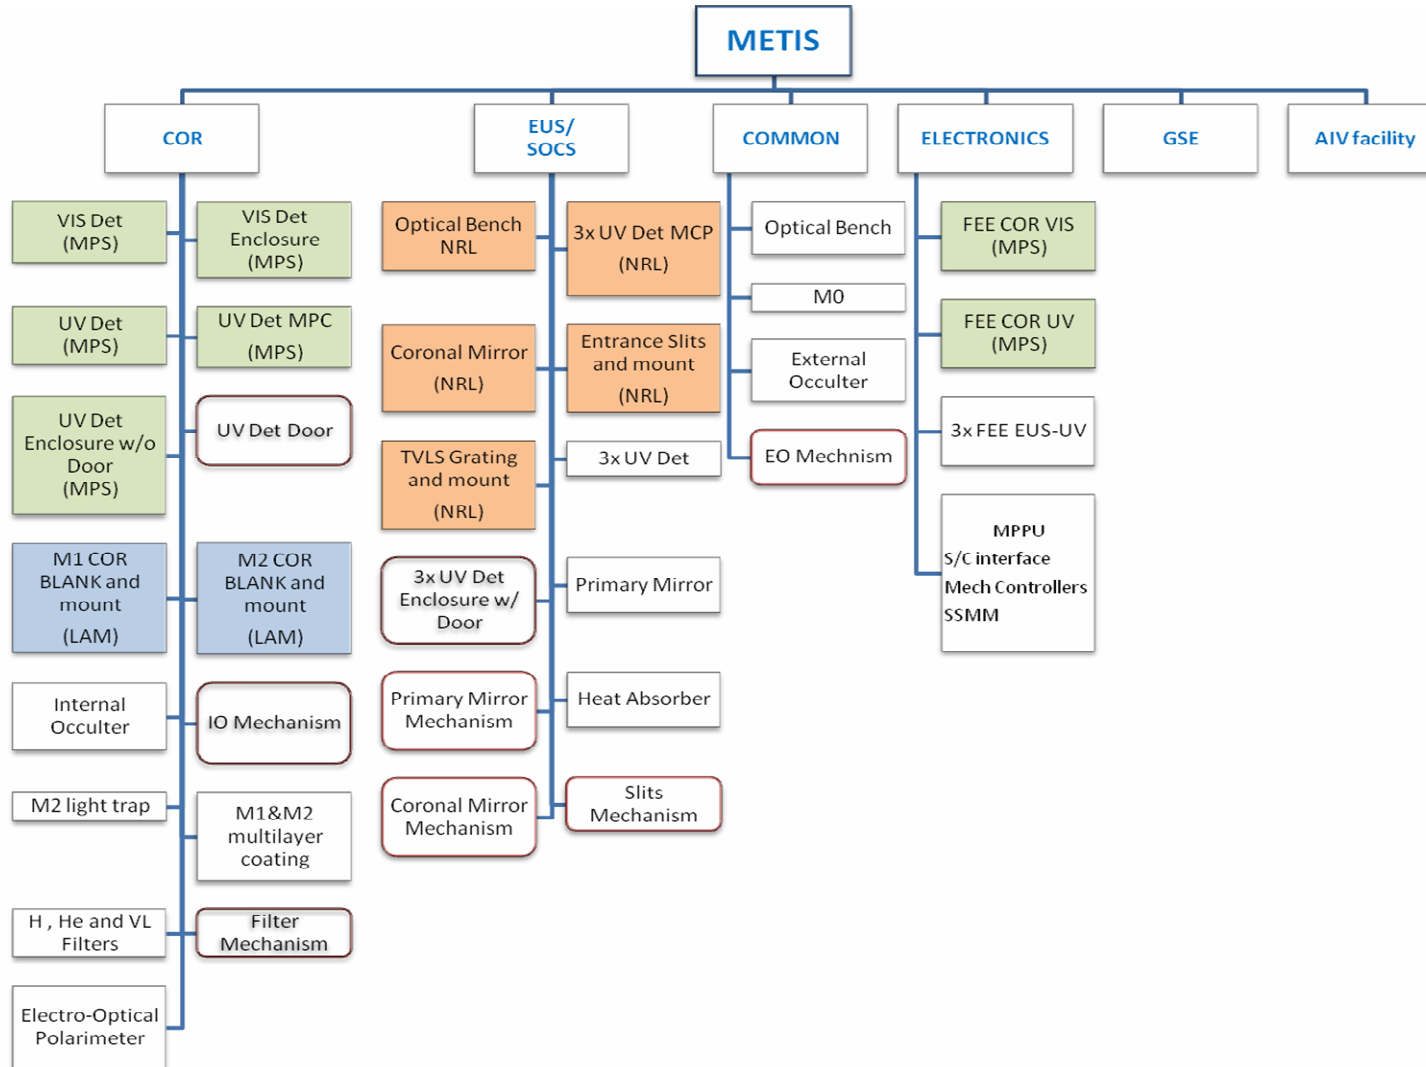 METIS
COR
EUS/
SOCS
COMMON
ELECTRONICS
GSE
AIV facility
VIS Det
(MPS)
VIS Det
Enclosure
(MPS)
UV Det
(MPS)
UV Det MPC
(MPS)
UV Det
Enclosure w/o
Door
(MPS)
UV Det Door
M1 COR
BLANK and
mount
(LAM)
M2 COR
BLANK and
mount
(LAM)
Internal
Occulter
IO Mechanism
M2 light trap
M1&M2
multilayer
coating
H , He and VL
Filters
Filter
Mechanism
Electro-Optical
Polarimeter
Optical Bench
NRL
3x UV Det MCP
(NRL)
Coronal Mirror
(NRL)
Entrance Slits
and mount
(NRL)
TVLS Grating
and mount
(NRL)
3x UV Det
3x UV Det
Enclosure w/
Door
Primary Mirror
Primary Mirror
Mechanism
Heat Absorber
Coronal Mirror
Mechanism
Slits
Mechanism
Optical Bench
M0
External
Occulter
EO Mechnism
FEE COR VIS
(MPS)
FEE COR UV
(MPS)
3x FEE EUS-UV
MPPU
S/C interface
Mech Controllers
SSMM